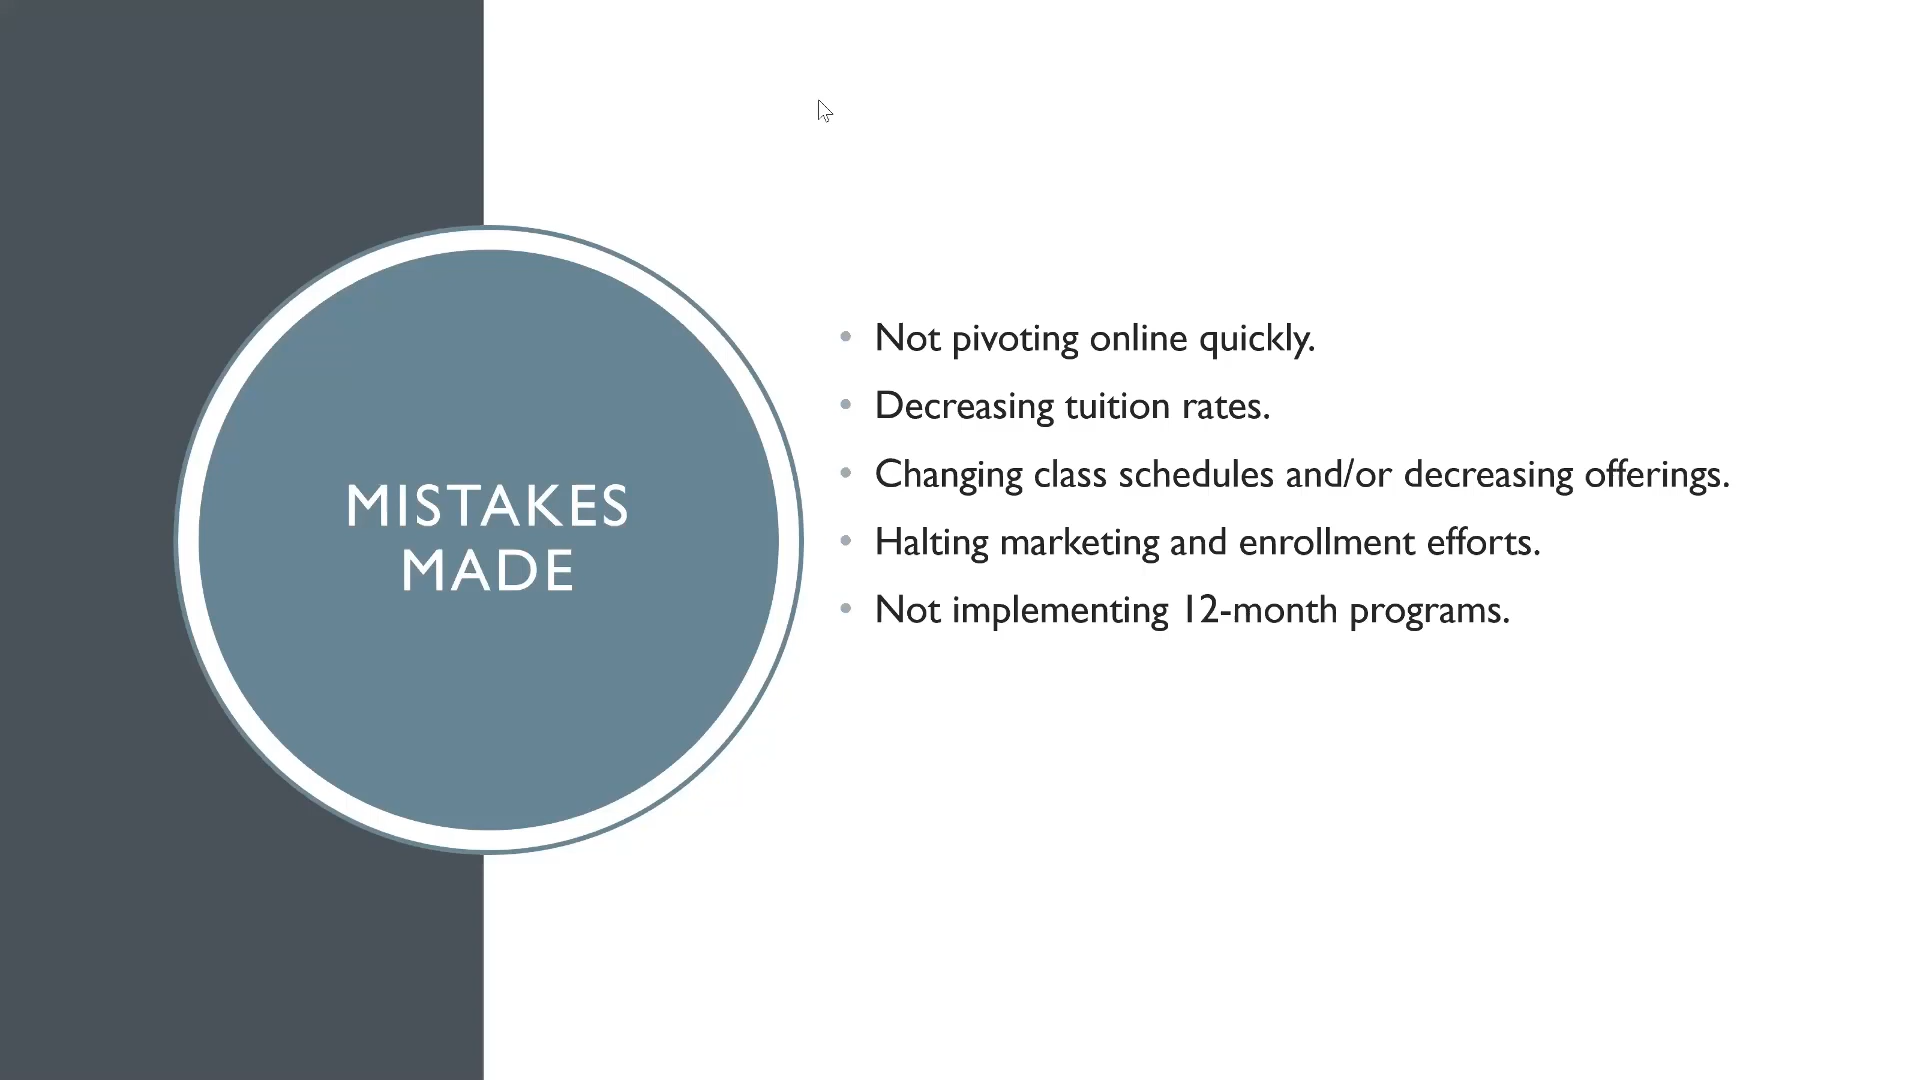 MISTAKES
MADE
• Not pivoting online quickly.
• Decreasing tuition rates.
• Changing class schedules and/or decreasing offerings.
• Halting marketing and enrollment efforts.
• Not implementing 12-month programs.